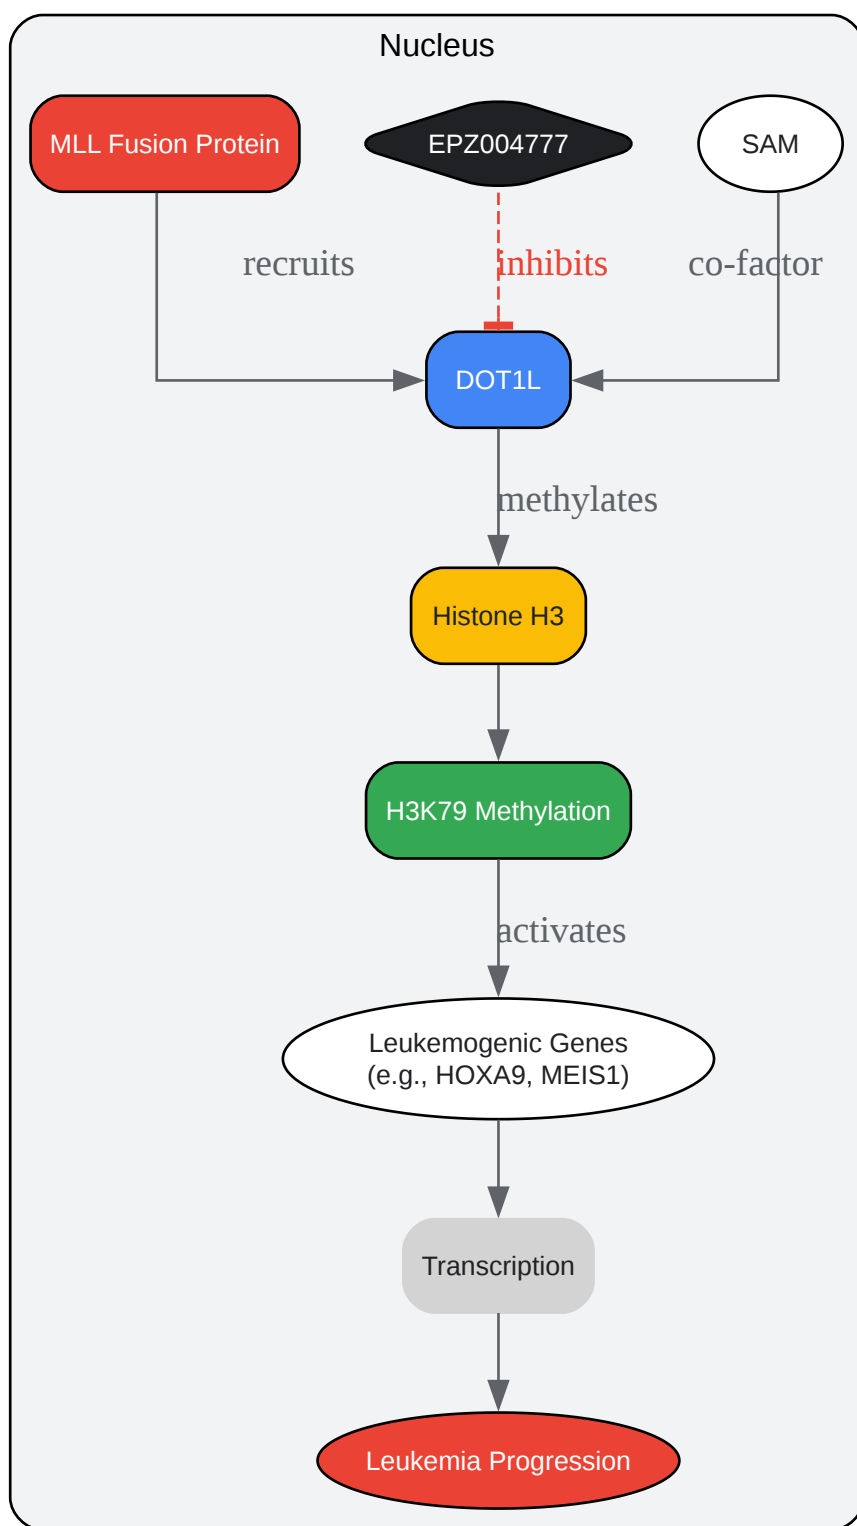 Nucleus
MLL Fusion Protein
EPZ004777
SAM
recruits
inhibits
co-factor
DOT1L
methylates
Histone H3
H3K79 Methylation
activates
Leukemogenic Genes
(e.g., HOXA9, MEIS1)
Transcription
Leukemia Progression